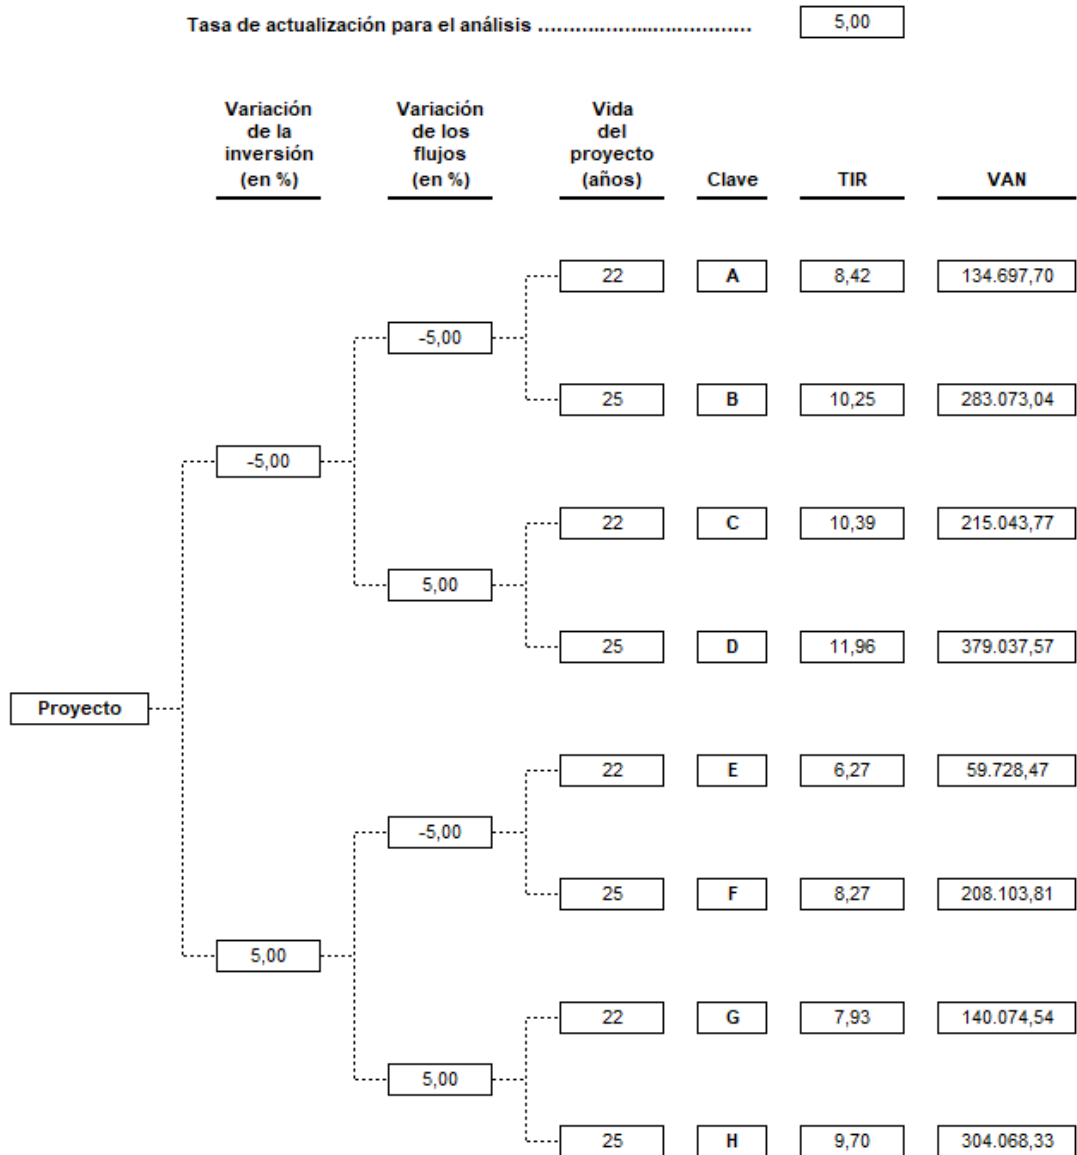 Tasa de actualización para el análisis ................................................ 5,00
Variación de la inversión (en %)
Variación de los flujos (en %)
Vida del proyecto (años)
Clave
TIR
VAN
22 A 8,42 134.697,70
-5,00
25 B 10,25 283.073,04
-5,00
22 C 10,39 215.043,77
5,00
25 D 11,96 379.037,57
Proyecto
22 E 6,27 59.728,47
-5,00
25 F 8,27 208.103,81
5,00
22 G 7,93 140.074,54
5,00
25 H 9,70 304.068,33